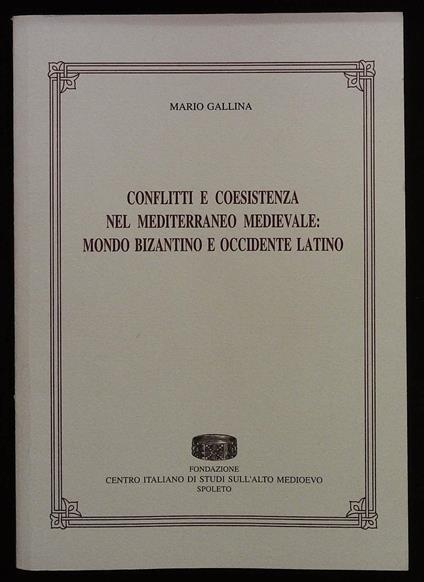 MARIO GALLINA
CONFLITTI E COESISTENZA
NEL MEDITERRANEO MEDIEVALE:
MONDO BIZANTINO E OCCIDENTE LATINO
FONDAZIONE
CENTRO ITALIANO DI STUDI SULL'ALTO MEDIOEVO
SPOLETO